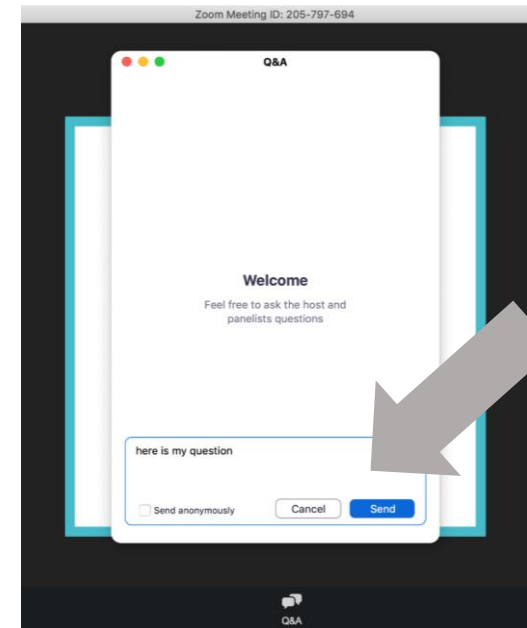 Zoom Meeting ID: 205-797-694
Q&A
Welcome
Feel free to ask the host and
panelists questions
here is my question
Send anonymously
Cancel
Send
Q&A